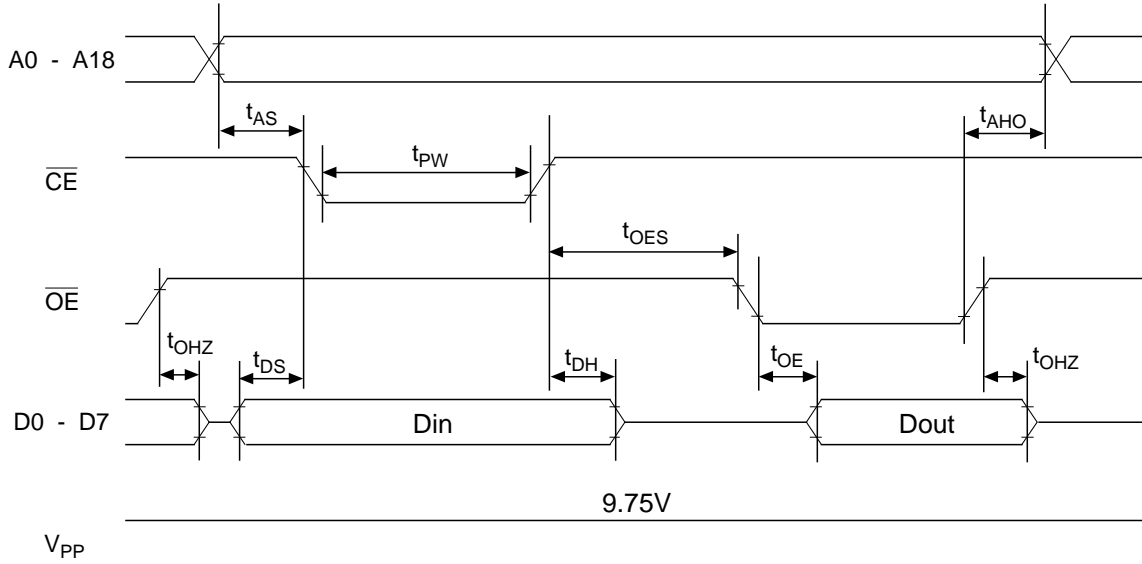 A0 - A18
tAS
tAHO
tPW
CE
tOES
OE
tOHZ
tDS
tDH
tOE
tOHZ
D0 - D7
Din
Dout
9.75V
VPP